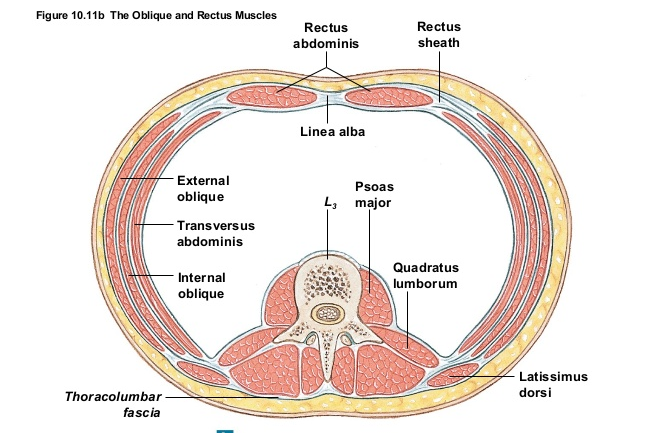 Figure 10.11b The Oblique and Rectus Muscles
Rectus
abdominis
Rectus
sheath
Linea alba
External
oblique
Transversus
abdominis
Internal
oblique
L3
Psoas
major
Quadratus
lumborum
Latissimus
dorsi
Thoracolumbar
fascia